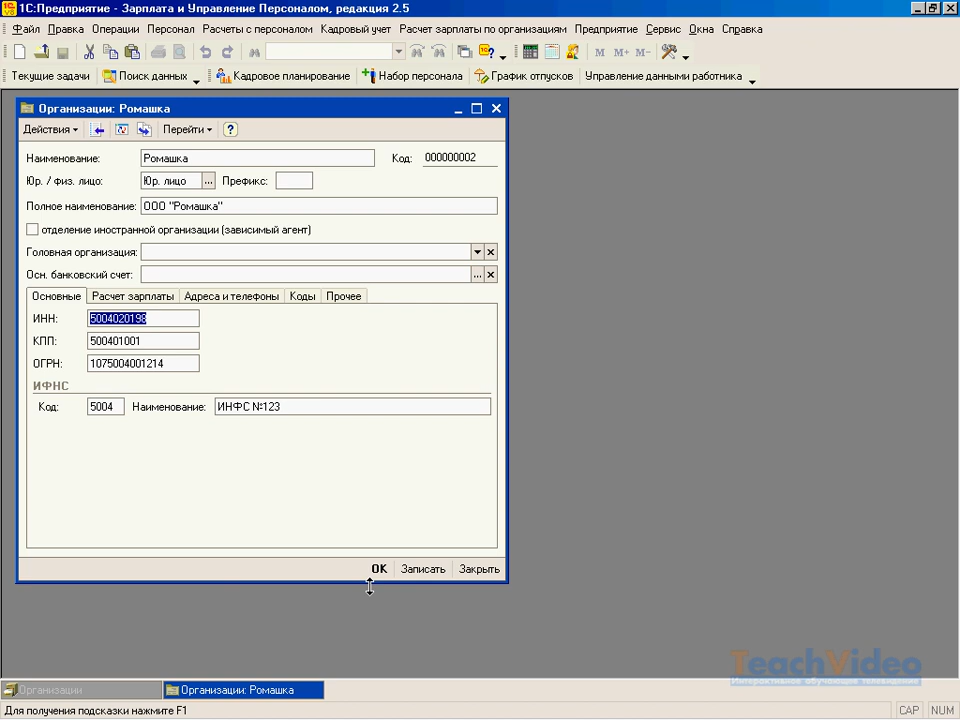 1С:Предприятие - Зарплата и Управление Персоналом, редакция 2.5
Файл Правка Операции Персонал Расчеты с персоналом Кадровый учет Расчет зарплаты по организациям Предприятие Сервис Окна Справка
M M+ M-
Текущие задачи Поиск данных Кадровое планирование Набор персонала График отпусков Управление данными работника
Организации: Ромашка
Действия Перейти ?
Наименование: Ромашка Код: 000000002
Юр. / физ. лицо: Юр. лицо ... Префикс:
Полное наименование: ООО "Ромашка"
отделение иностранной организации (зависимый агент)
Головная организация:
Осн. банковский счет: ...
Основные Расчет зарплаты Адреса и телефоны Коды Прочее
ИНН: 5004020198
КПП: 500401001
ОГРН: 1075004001214
ИФНС
Код: 5004 Наименование: ИНФС №123
OK Записать Закрыть
TeachVideo
Интерактивное обучающее телевидение
Организации Организации: Ромашка
Для получения подсказки нажмите F1 CAP NUM